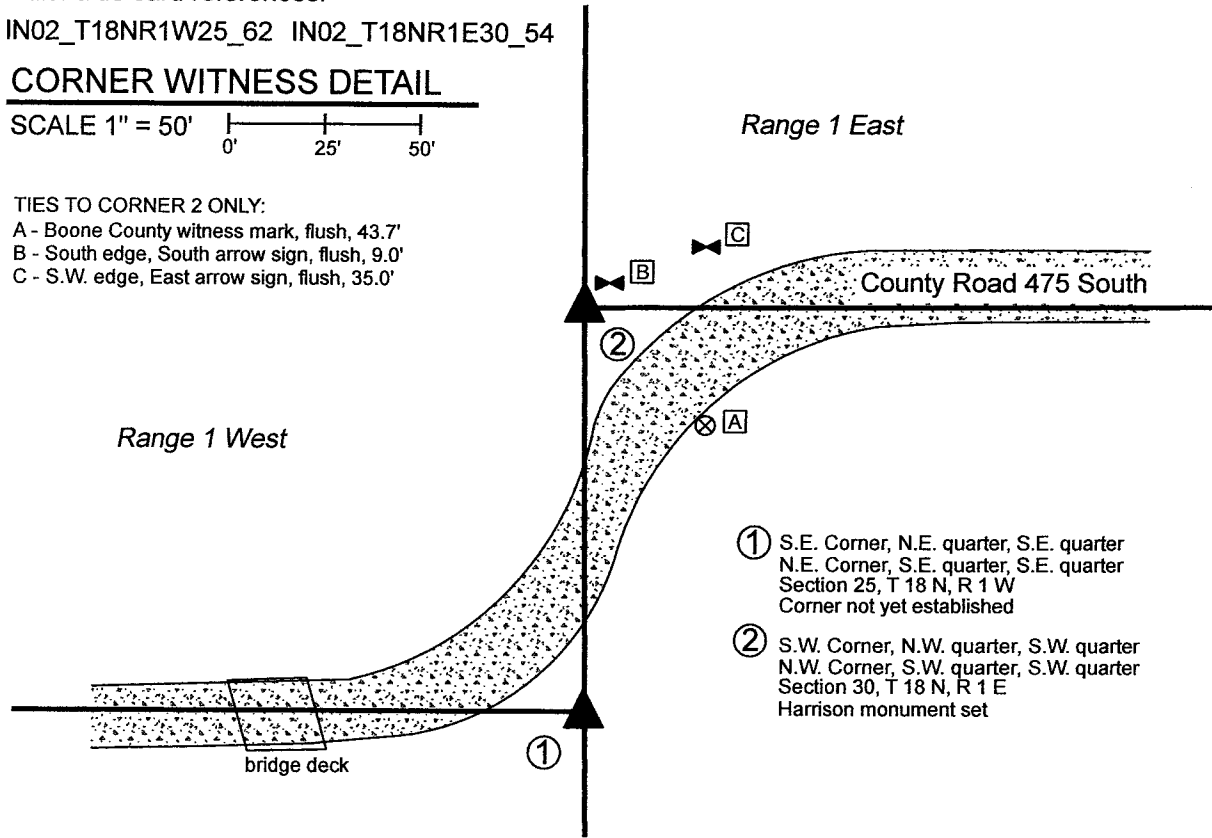 IN02_T18NR1W25_62 IN02_T18NR1E30_54
CORNER WITNESS DETAIL
SCALE 1" = 50'
0' 25' 50'
Range 1 East
TIES TO CORNER 2 ONLY:
A - Boone County witness mark, flush, 43.7'
B - South edge, South arrow sign, flush, 9.0'
C - S.W. edge, East arrow sign, flush, 35.0'
C
B
County Road 475 South
2
A
Range 1 West
1 S.E. Corner, N.E. quarter, S.E. quarter
N.E. Corner, S.E. quarter, S.E. quarter
Section 25, T 18 N, R 1 W
Corner not yet established
2 S.W. Corner, N.W. quarter, S.W. quarter
N.W. Corner, S.W. quarter, S.W. quarter
Section 30, T 18 N, R 1 E
Harrison monument set
1
bridge deck